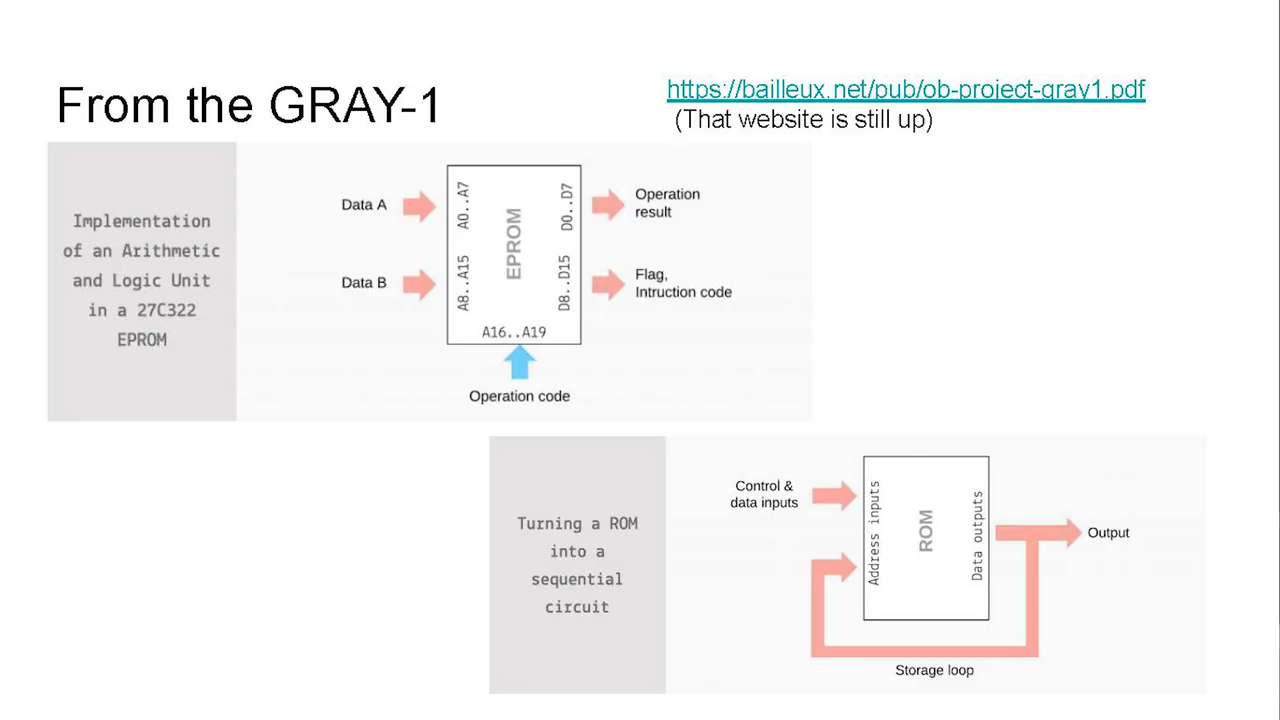 From the GRAY-1
https://bailleux.net/pub/ob-project-gray1.pdf
(That website is still up)
Implementation
of an Arithmetic
and Logic Unit
in a 27C322
EPROM
Data A
Data B
A0..A7
A8..A15
EPROM
D0..D7
D8..D15
A16..A19
Operation
result
Flag,
Intruction code
Operation code
Turning a ROM
into a
sequential
circuit
Control &
data inputs
Address inputs
ROM
Data outputs
Output
Storage loop